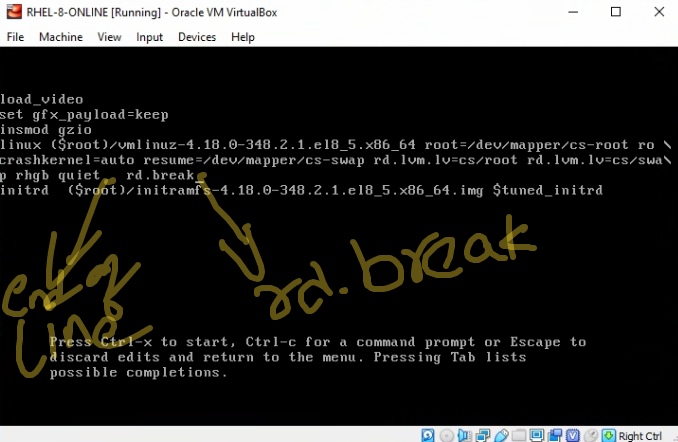 RHEL-8-ONLINE [Running] - Oracle VM VirtualBox
File Machine View Input Devices Help
load_video
set gfx_payload=keep
insmod gzio
linux ($root)/vmlinuz-4.18.0-348.2.1.el8_5.x86_64 root=/dev/mapper/cs-root ro \
crashkernel=auto resume=/dev/mapper/cs-swap rd.lvm.lv=cs/root rd.lvm.lv=cs/swa\
p rhgb quiet  rd.break
initrd  ($root)/initramfs-4.18.0-348.2.1.el8_5.x86_64.img $tuned_initrd
rd.break
end of
line
Press Ctrl-x to start, Ctrl-c for a command prompt or Escape to
discard edits and return to the menu. Pressing Tab lists
possible completions.
Right Ctrl